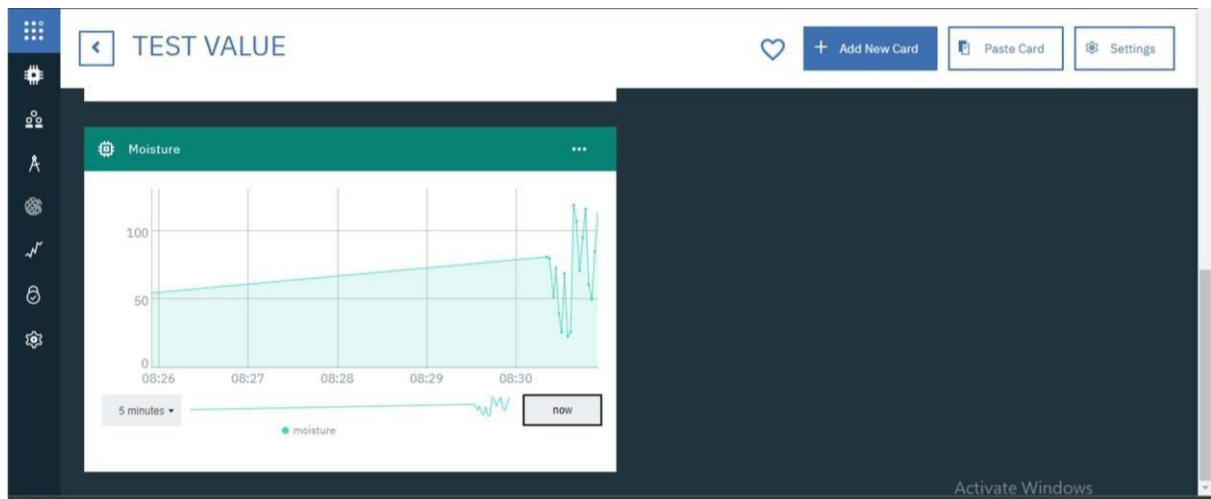 TEST VALUE
+ Add New Card
Paste Card
Settings
Moisture
100
50
0
08:26 08:27 08:28 08:29 08:30
5 minutes
now
moisture
Activate Windows